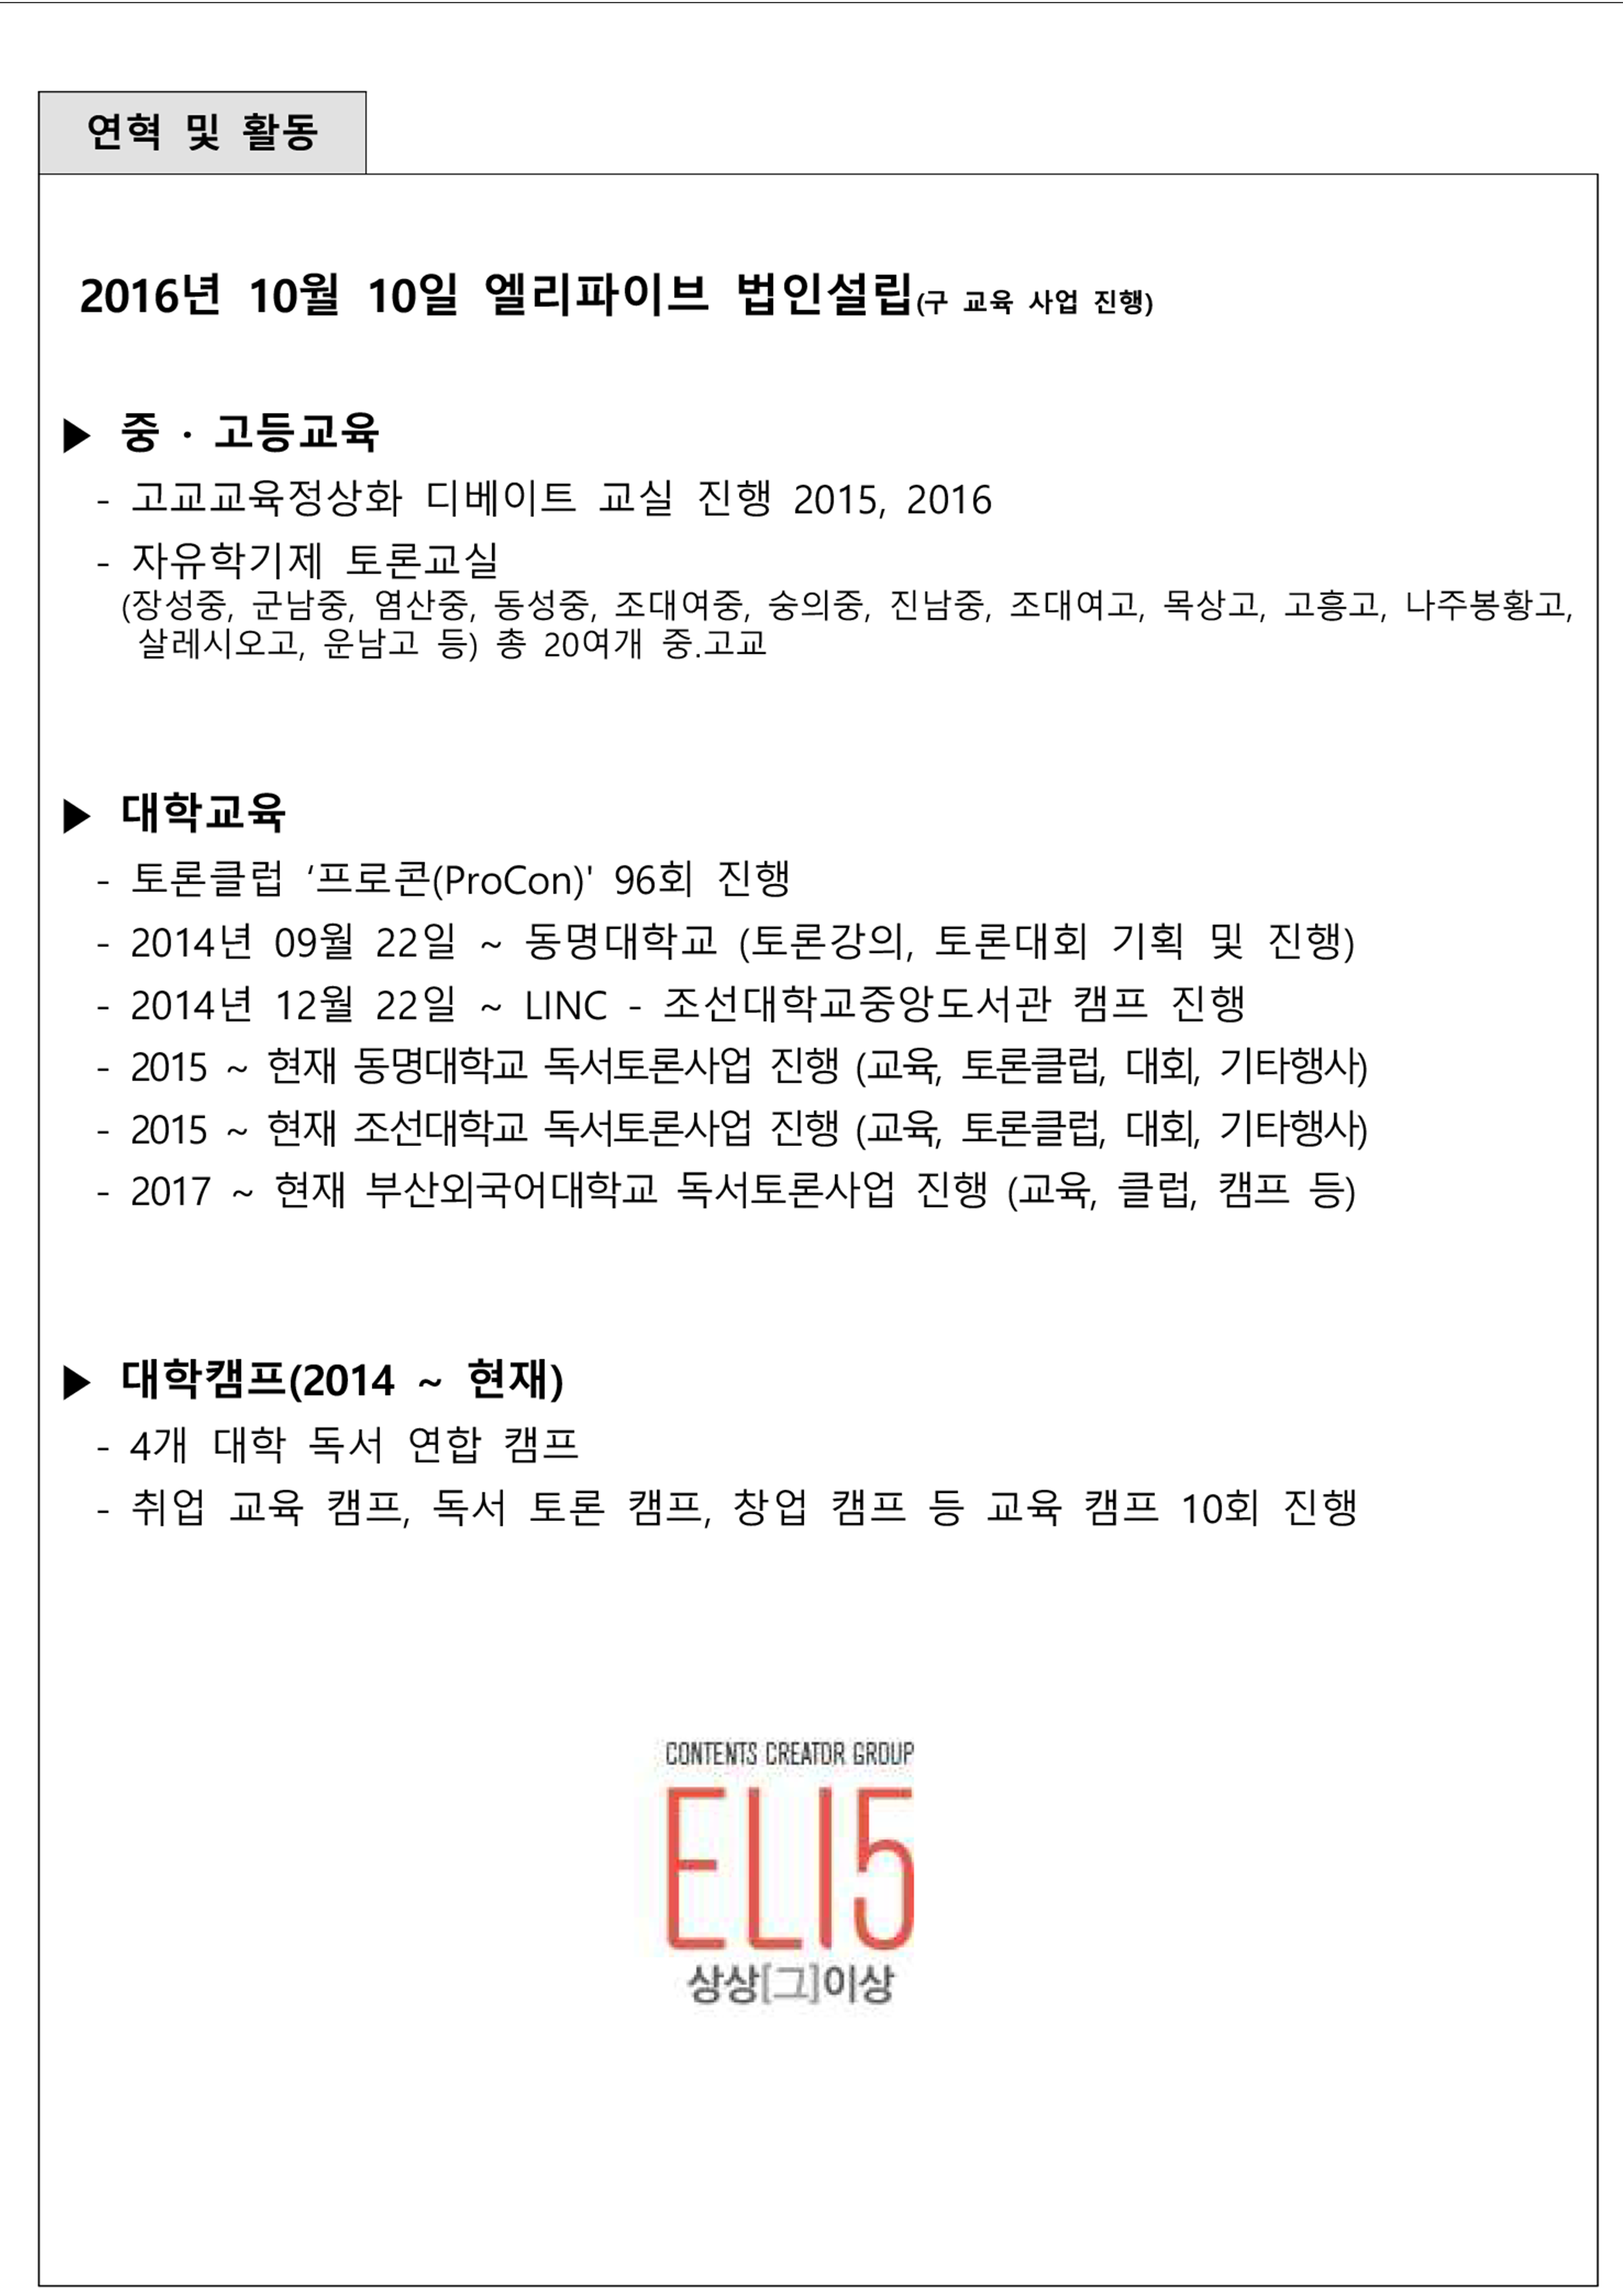 연혁 및 활동
2016년 10월 10일 엘리파이브 법인설립(구 교육 사업 진행)
▶ 중 · 고등교육
- 고교교육정상화 디베이트 교실 진행 2015, 2016
- 자유학기제 토론교실
(장성중, 군남중, 염산중, 동성중, 조대여중, 숭의중, 진남중, 조대여고, 목상고, 고흥고, 나주봉황고,
살레시오고, 운남고 등) 총 20여개 중.고교
▶ 대학교육
- 토론클럽 ‘프로콘(ProCon)' 96회 진행
- 2014년 09월 22일 ~ 동명대학교 (토론강의, 토론대회 기획 및 진행)
- 2014년 12월 22일 ~ LINC - 조선대학교중앙도서관 캠프 진행
- 2015 ~ 현재 동명대학교 독서토론사업 진행 (교육, 토론클럽, 대회, 기타행사)
- 2015 ~ 현재 조선대학교 독서토론사업 진행 (교육, 토론클럽, 대회, 기타행사)
- 2017 ~ 현재 부산외국어대학교 독서토론사업 진행 (교육, 클럽, 캠프 등)
▶ 대학캠프(2014 ~ 현재)
- 4개 대학 독서 연합 캠프
- 취업 교육 캠프, 독서 토론 캠프, 창업 캠프 등 교육 캠프 10회 진행
CONTENTS CREATOR GROUP
ELI5
상상[그]이상